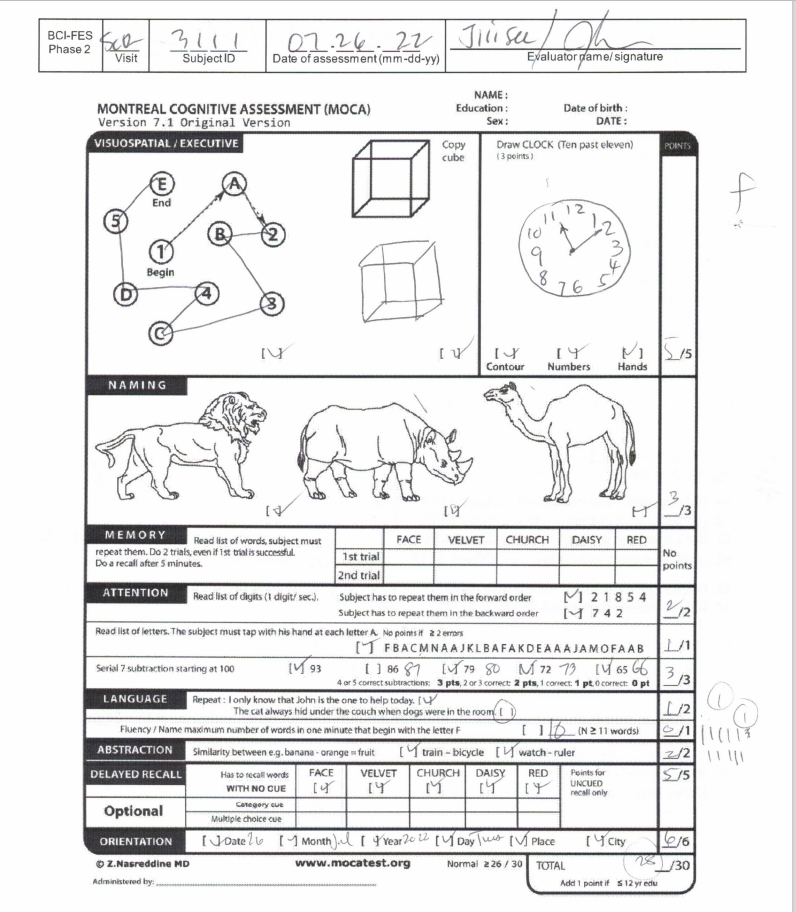 BCI-FES Phase 2
Visit
3111 Subject ID
07.26.22 Date of assessment (mm-dd-yy)
Evaluator name/ signature
NAME :
MONTREAL COGNITIVE ASSESSMENT (MOCA) Education : Date of birth :
Version 7.1 Original Version Sex : DATE :
VISUOSPATIAL / EXECUTIVE Copy cube Draw CLOCK (Ten past eleven) (3 points) POINTS
E End A
5 B 2
1 Begin
D 4 3
C
11 12 1
10 2
9 3
8 4
7 6 5
[✓] [✓] [✓] Contour [✓] Numbers [✓] Hands 5/5
f
NAMING
[✓] [✓] [✓] 3/3
MEMORY Read list of words, subject must repeat them. Do 2 trials, even if 1st trial is successful. Do a recall after 5 minutes.
FACE VELVET CHURCH DAISY RED
1st trial
2nd trial
No points
ATTENTION Read list of digits (1 digit/ sec.). Subject has to repeat them in the forward order [✓] 2 1 8 5 4
Subject has to repeat them in the backward order [✓] 7 4 2 2/2
Read list of letters. The subject must tap with his hand at each letter A. No points if ≥ 2 errors
[✓] F B A C M N A A J K L B A F A K D E A A A J A M O F A A B 1/1
Serial 7 subtraction starting at 100 [✓] 93 [ ] 86 87 [✓] 79 80 [✓] 72 73 [✓] 65 66
4 or 5 correct subtractions: 3 pts, 2 or 3 correct: 2 pts, 1 correct: 1 pt, 0 correct: 0 pt 3/3
LANGUAGE Repeat : I only know that John is the one to help today. [✓]
The cat always hid under the couch when dogs were in the room. [ ] 1/2
Fluency / Name maximum number of words in one minute that begin with the letter F [ ] (N ≥ 11 words) 0/1
ABSTRACTION Similarity between e.g. banana - orange = fruit [✓] train – bicycle [✓] watch - ruler 2/2
DELAYED RECALL Has to recall words WITH NO CUE FACE [✓] VELVET [✓] CHURCH [✓] DAISY [✓] RED [✓] Points for UNCUED recall only 5/5
Optional Category cue
Multiple choice cue
ORIENTATION [✓] Date 26 [✓] Month Jul [✓] Year 2022 [✓] Day Tues [✓] Place [✓] City 6/6
© Z.Nasreddine MD www.mocatest.org Normal ≥ 26 / 30 TOTAL 28/30
Administered by: Add 1 point if ≤ 12 yr edu